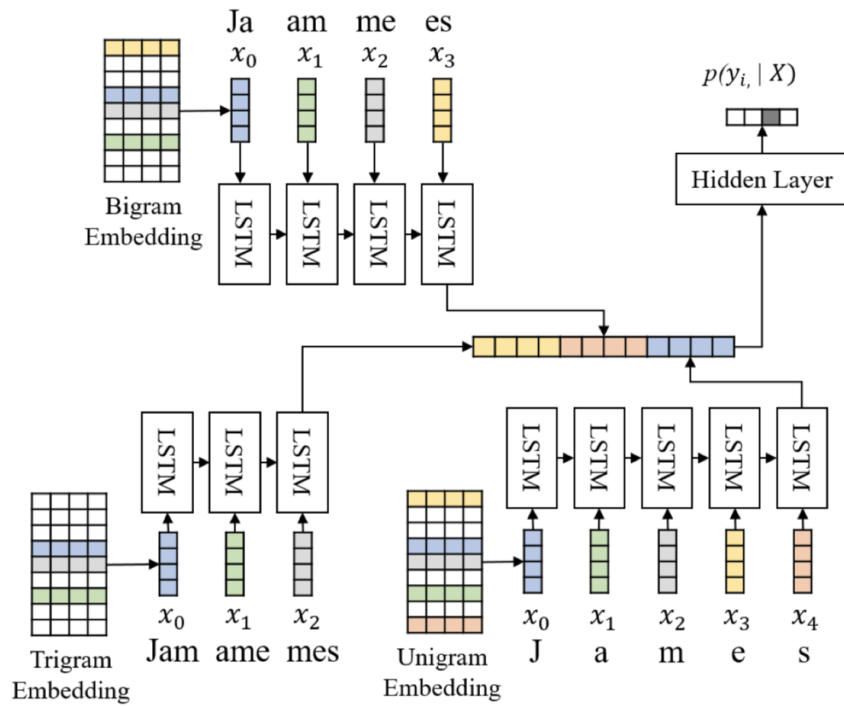 Ja am me es
x₀ x₁ x₂ x₃
p(yᵢ, | X)
Hidden Layer
LSTM LSTM LSTM LSTM
Bigram
Embedding
LSTM LSTM LSTM
LSTM LSTM LSTM LSTM LSTM
x₀ x₁ x₂
Jam ame mes
Trigram
Embedding
x₀ x₁ x₂ x₃ x₄
J a m e s
Unigram
Embedding